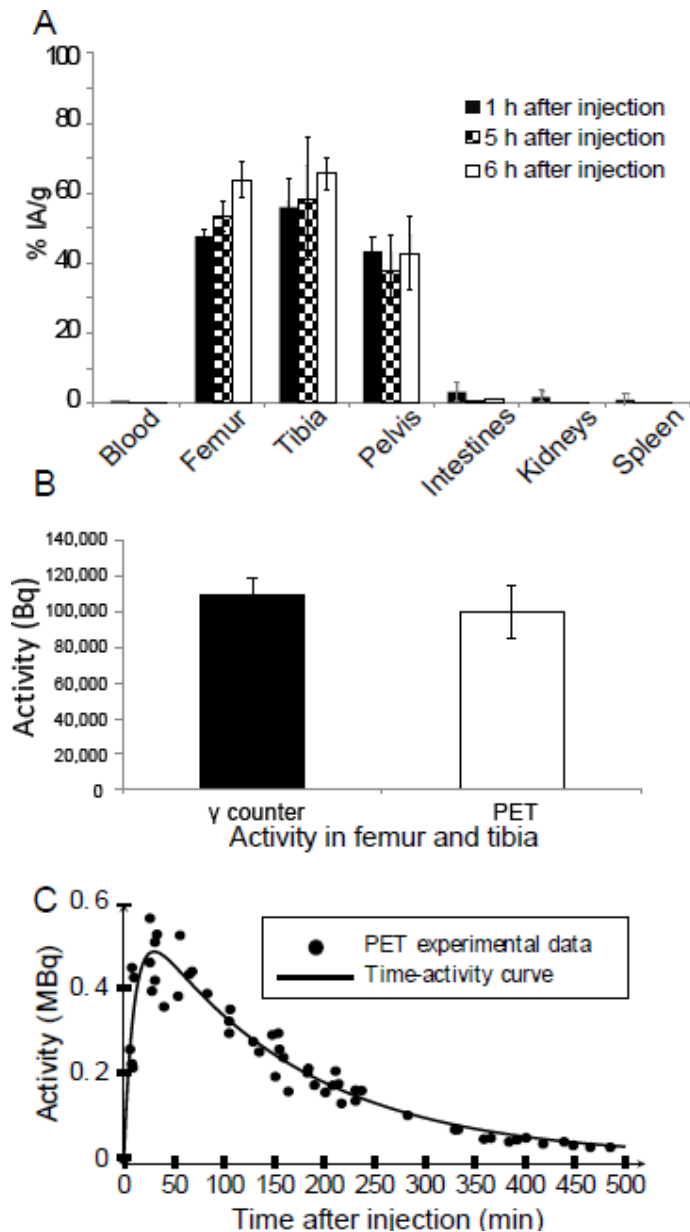 A
100
80
60
40
20
0
% IA/g
1 h after injection
5 h after injection
6 h after injection
Blood Femur Tibia Pelvis Intestines Kidneys Spleen
B
140,000
120,000
100,000
80,000
60,000
40,000
20,000
0
Activity (Bq)
γ counter PET
Activity in femur and tibia
C
0.6
0.4
0.2
0
Activity (MBq)
PET experimental data
Time-activity curve
0 50 100 150 200 250 300 350 400 450 500
Time after injection (min)